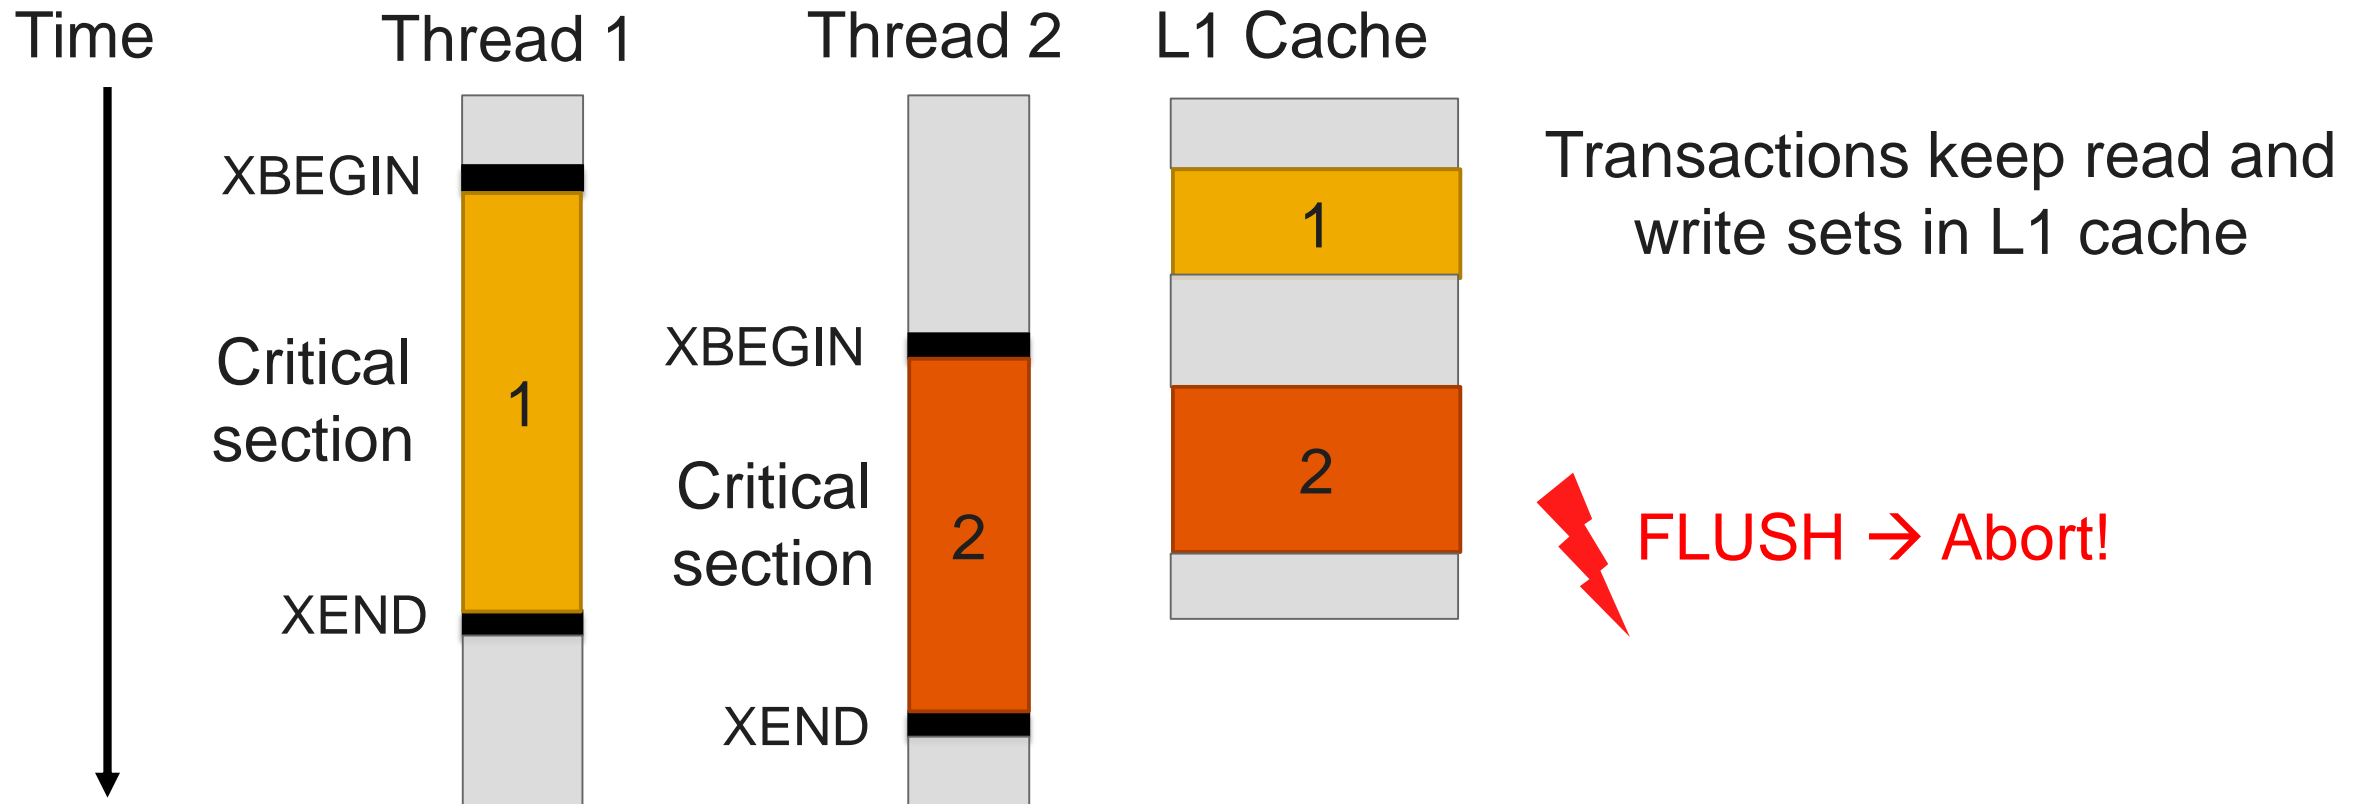 Time
Thread 1
Thread 2
L1 Cache
XBEGIN
Critical
section
XEND
1
XBEGIN
Critical
section
XEND
2
1
2
Transactions keep read and
write sets in L1 cache
FLUSH → Abort!